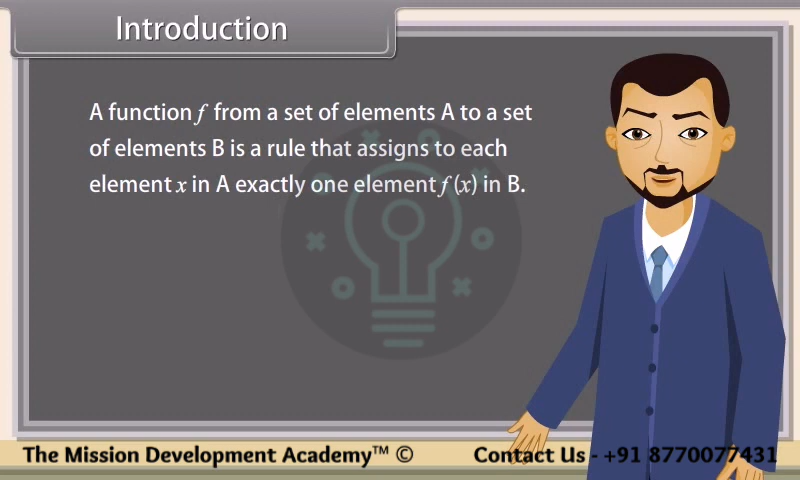 Introduction
A function f from a set of elements A to a set
of elements B is a rule that assigns to each
element x in A exactly one element f (x) in B.
The Mission Development Academy™ © Contact Us - +91 8770077431